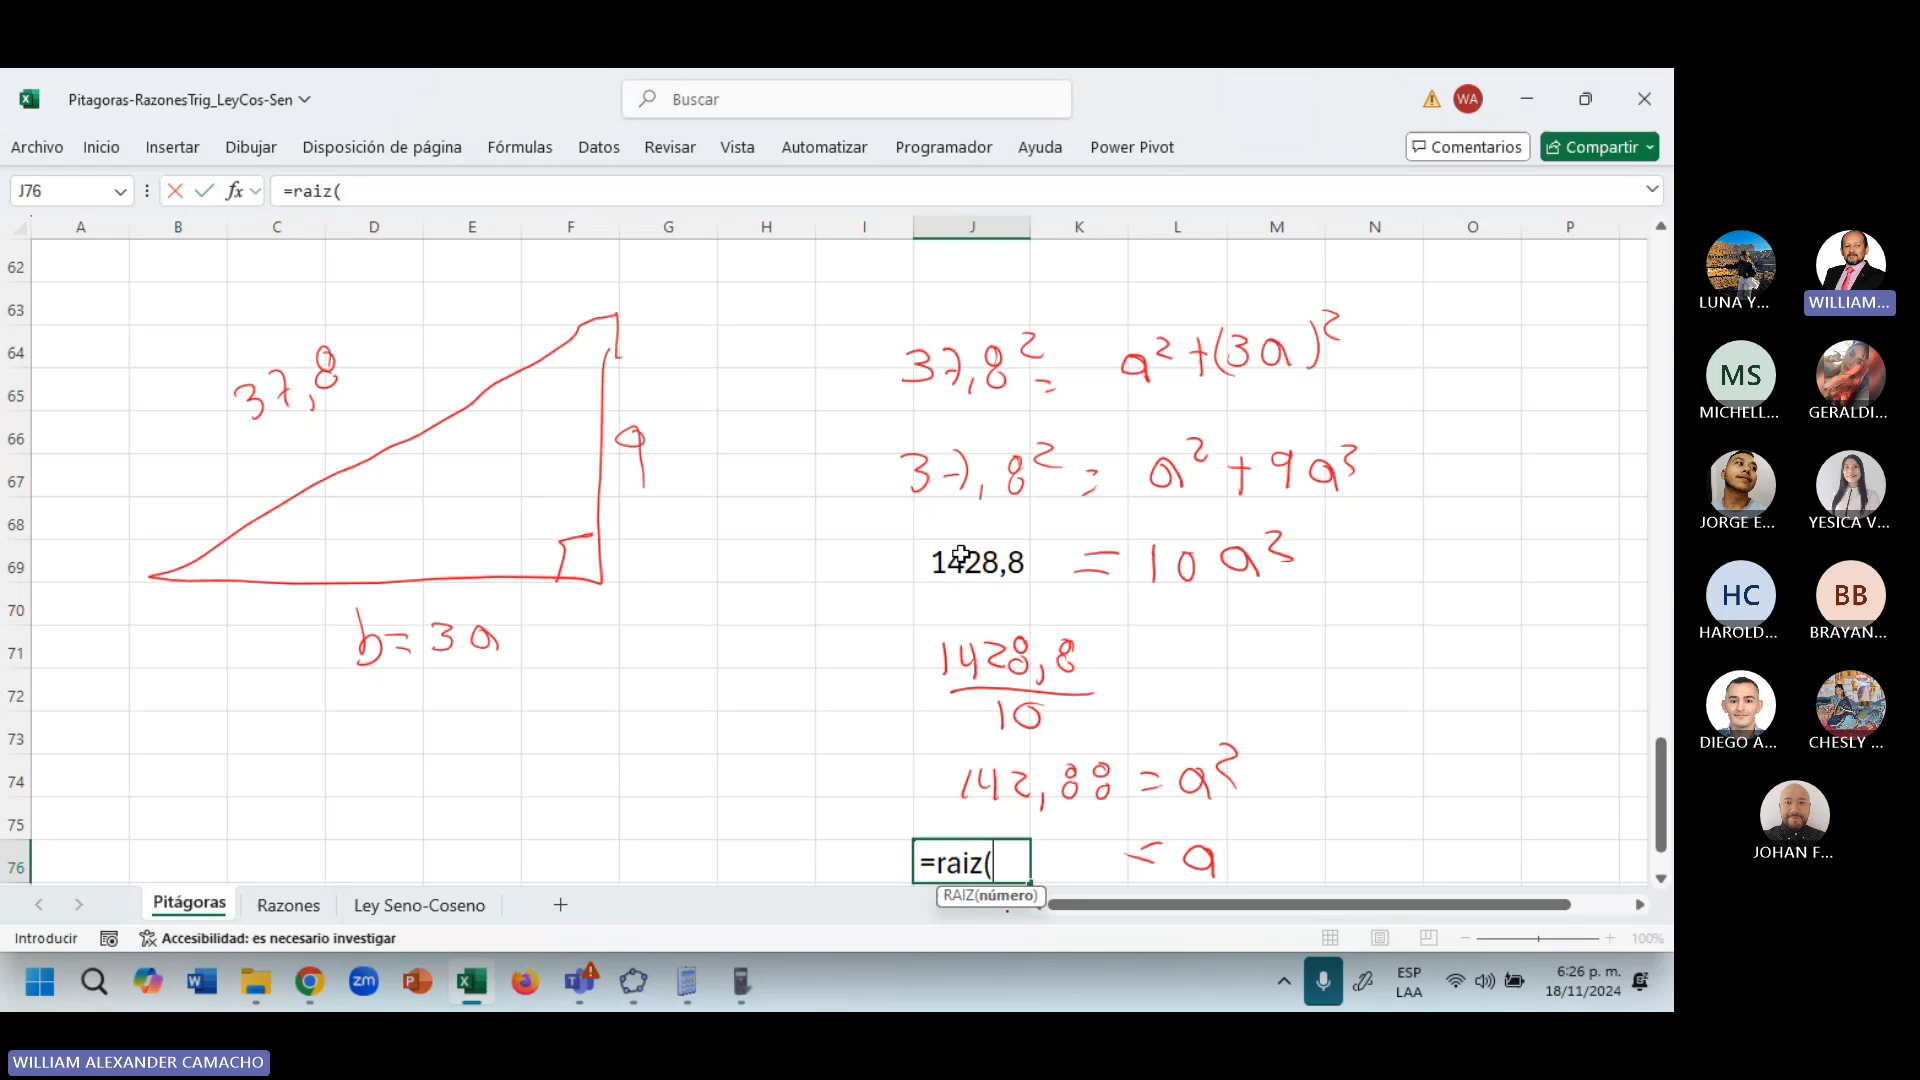 Pitagoras-RazonesTrig_LeyCos-Sen
Buscar
WA
Archivo Inicio Insertar Dibujar Disposición de página Fórmulas Datos Revisar Vista Automatizar Programador Ayuda Power Pivot
Comentarios Compartir
J76 fx =raiz(
A B C D E F G H I J K L M N O P
62
63
64
65
66
67
68
69
70
71
72
73
74
75
76
37,8
a
b = 3a
37,8² = a² + (3a)²
37,8² = a² + 9a²
1428,8 = 10a²
1428,8
10
142,88 = a²
=raiz( = a
RAIZ(número)
Pitágoras Razones Ley Seno-Coseno
Introducir Accesibilidad: es necesario investigar
100%
zm
ESP
LAA
6:26 p. m.
18/11/2024
LUNA Y...
WILLIAM...
MS
MICHELL...
GERALDI...
JORGE E...
YESICA V...
HC
HAROLD...
BB
BRAYAN...
DIEGO A...
CHESLY ...
JOHAN F...
WILLIAM ALEXANDER CAMACHO